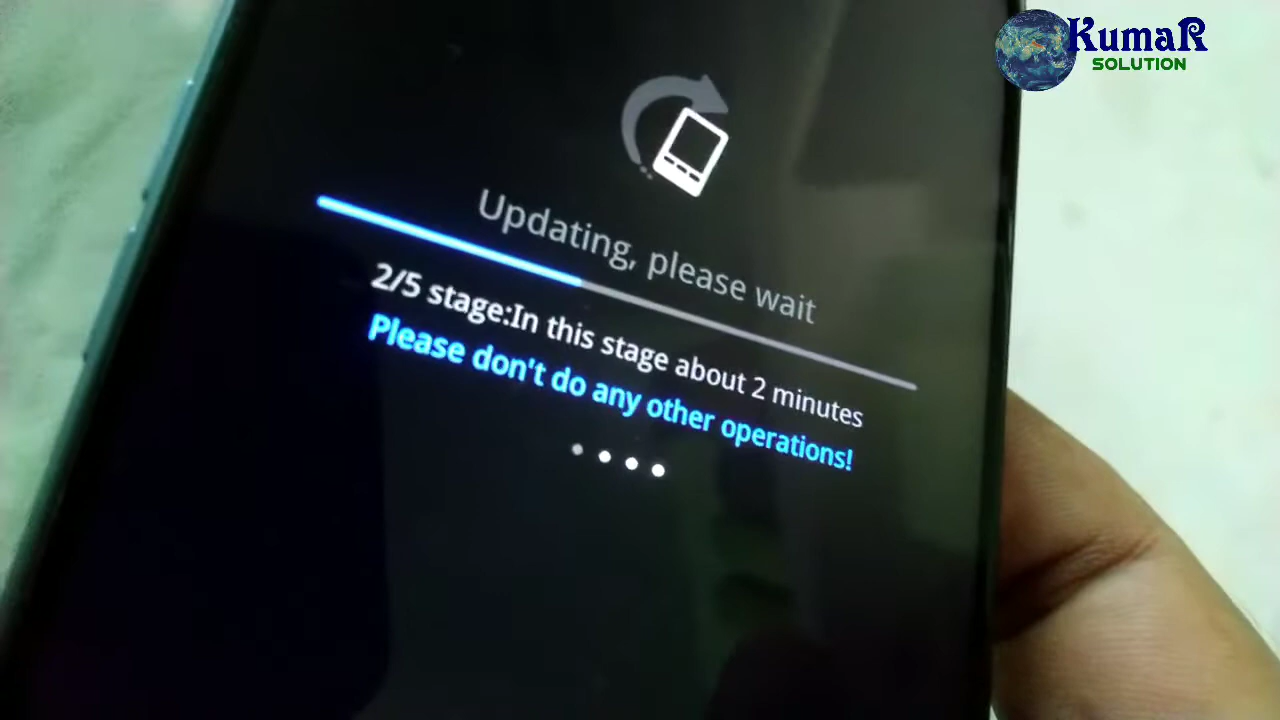 KumaR
SOLUTION
Updating, please wait
2/5 stage:In this stage about 2 minutes
Please don't do any other operations!